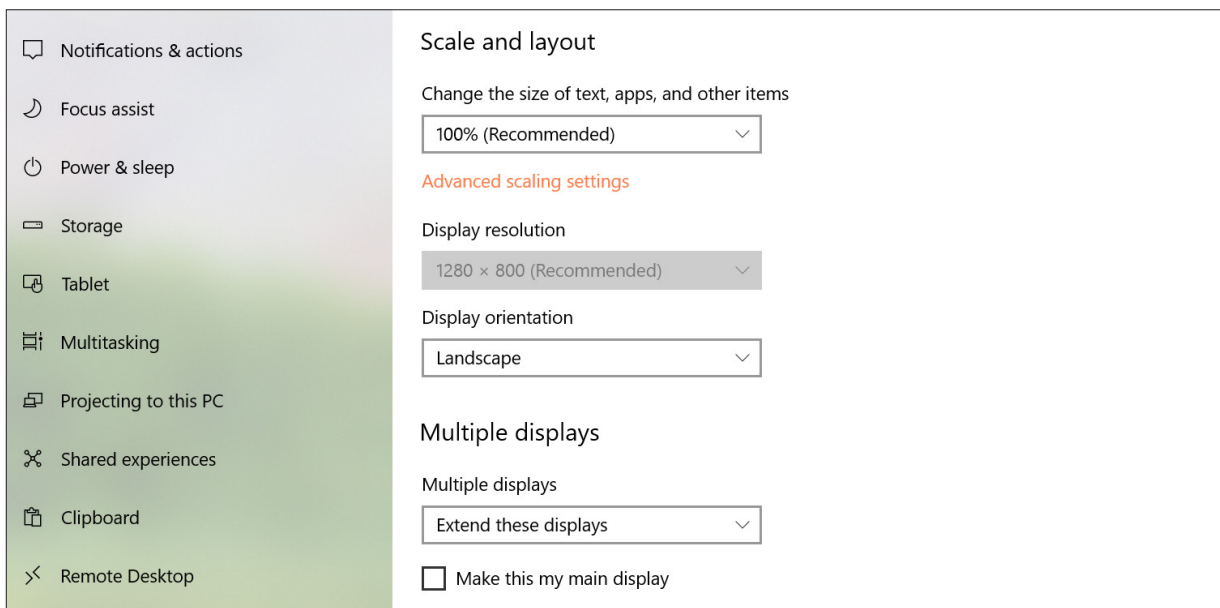 Notifications & actions
Focus assist
Power & sleep
Storage
Tablet
Multitasking
Projecting to this PC
Shared experiences
Clipboard
Remote Desktop
Scale and layout
Change the size of text, apps, and other items
100% (Recommended)
Advanced scaling settings
Display resolution
1280 × 800 (Recommended)
Display orientation
Landscape
Multiple displays
Multiple displays
Extend these displays
Make this my main display